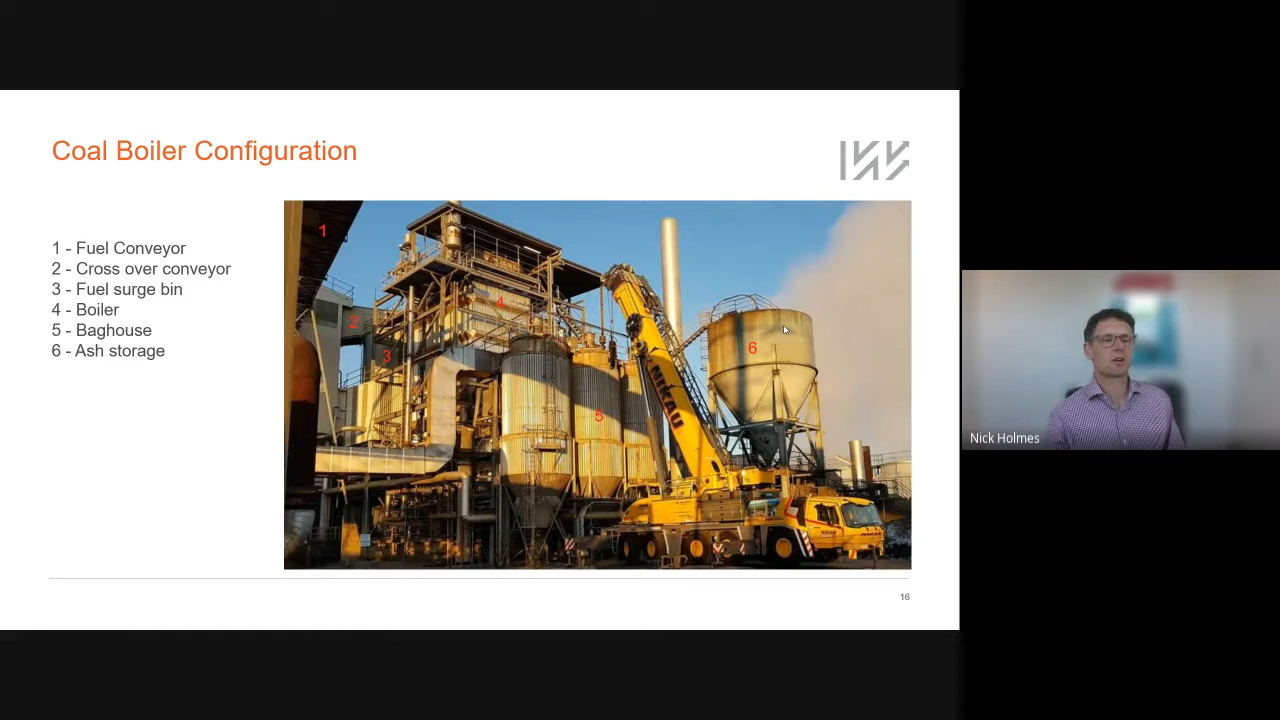 Coal Boiler Configuration
1 - Fuel Conveyor
2 - Cross over conveyor
3 - Fuel surge bin
4 - Boiler
5 - Baghouse
6 - Ash storage
1
2
3
4
5
6
NIKAU
16
Nick Holmes